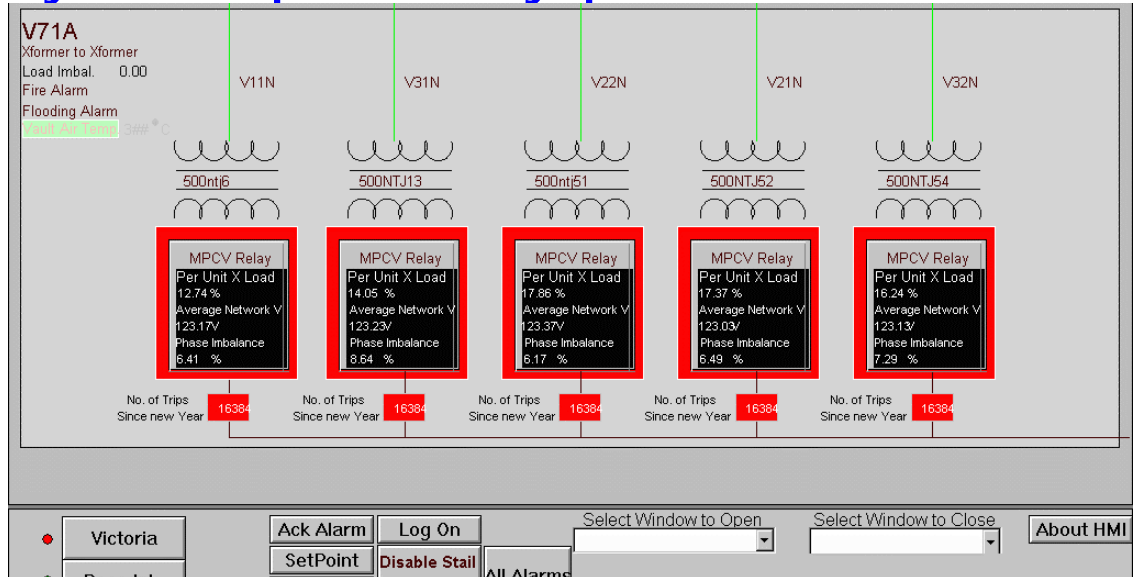 V71A
Xformer to Xformer
Load Imbal. 0.00
Fire Alarm
Flooding Alarm
Vault Air Temp. 3## °C
V11N V31N V22N V21N V32N
500ntj6 500NTJ13 500ntj51 500NTJ52 500NTJ54
MPCV Relay MPCV Relay MPCV Relay MPCV Relay MPCV Relay
Per Unit X Load Per Unit X Load Per Unit X Load Per Unit X Load Per Unit X Load
12.74 % 14.05 % 17.86 % 17.37 % 16.24 %
Average Network V Average Network V Average Network V Average Network V Average Network V
123.17V 123.23V 123.37V 123.03V 123.13V
Phase Imbalance Phase Imbalance Phase Imbalance Phase Imbalance Phase Imbalance
6.41 % 8.64 % 6.17 % 6.49 % 7.29 %
No. of Trips No. of Trips No. of Trips No. of Trips No. of Trips
Since new Year 16384 Since new Year 16384 Since new Year 16384 Since new Year 16384 Since new Year 16384
Select Window to Open Select Window to Close
Victoria Ack Alarm Log On About HMI
SetPoint Disable Stail
All Alarms